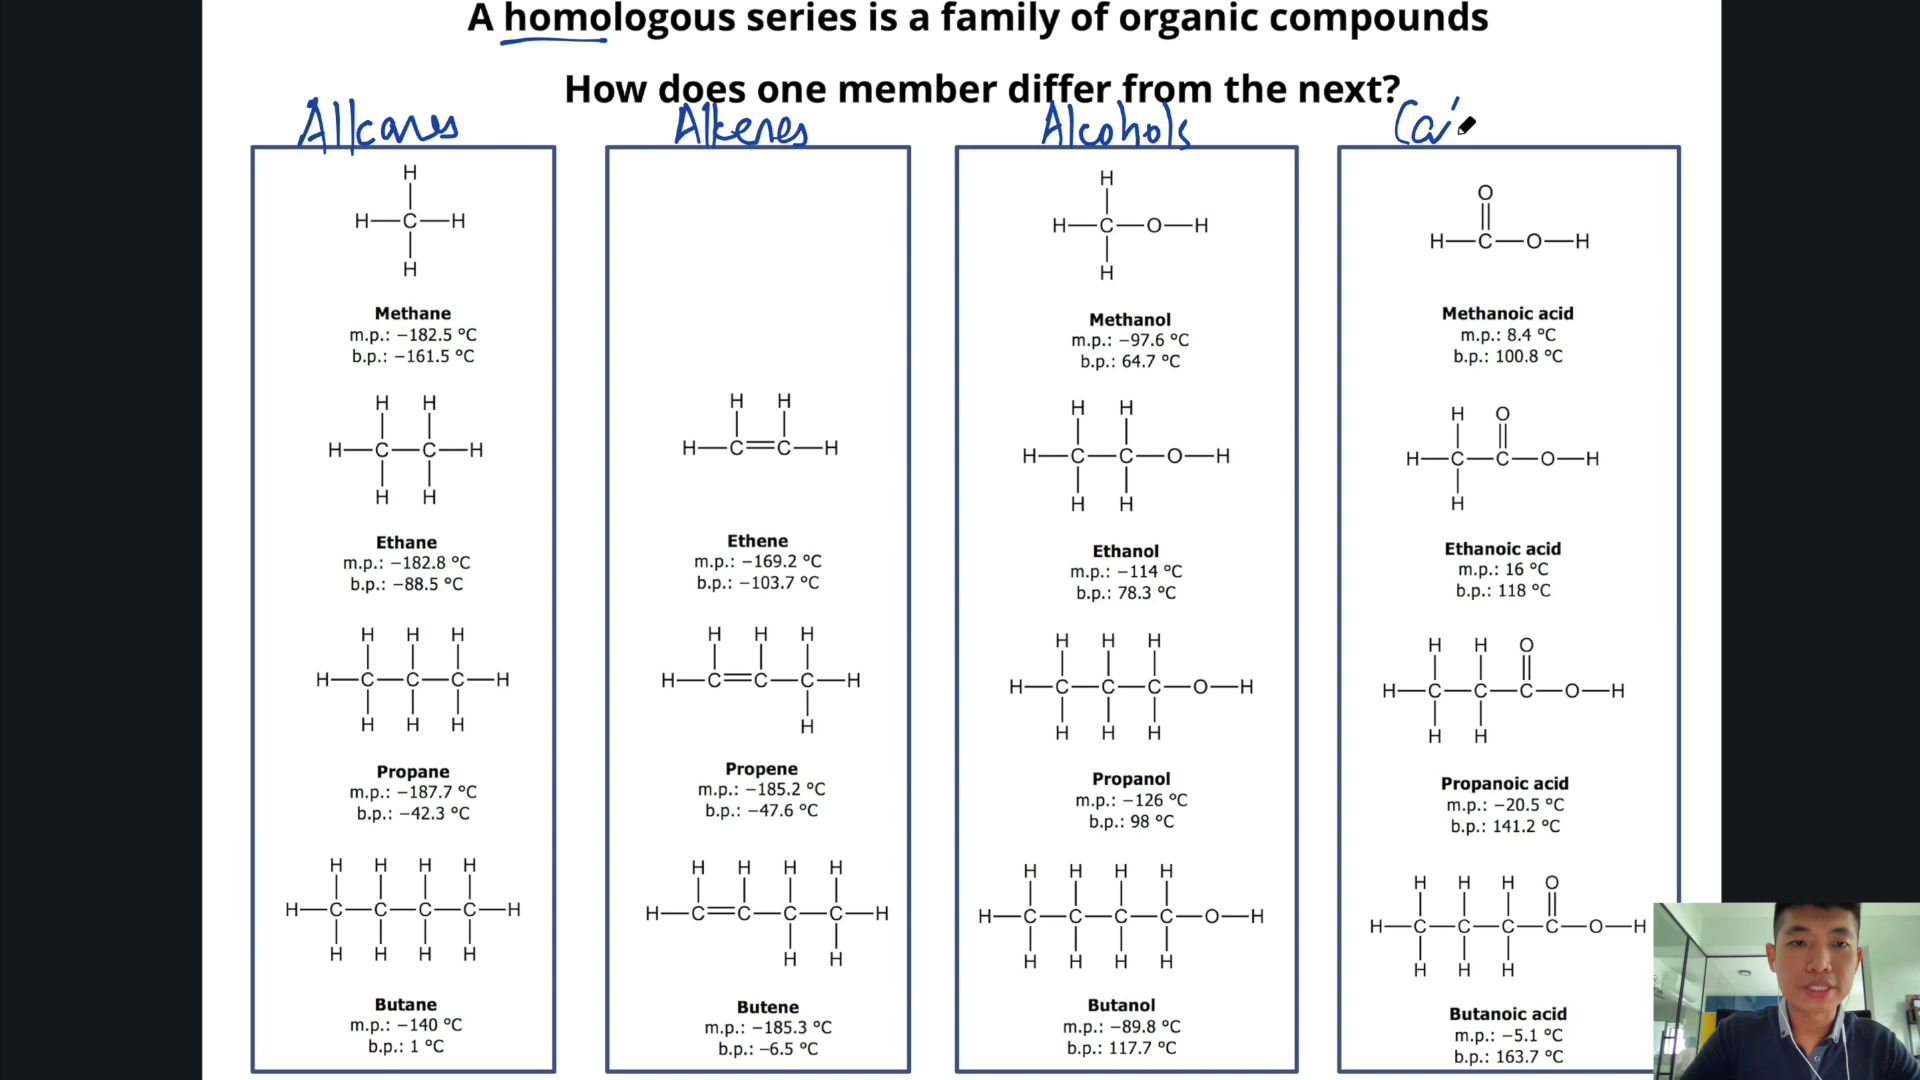 A homologous series is a family of organic compounds
How does one member differ from the next?
Alkanes
Alkenes
Alcohols
H
H—C—H
H
Methane
m.p.: −182.5 °C
b.p.: −161.5 °C
H H
H—C—C—H
H H
Ethane
m.p.: −182.8 °C
b.p.: −88.5 °C
H H H
H—C—C—C—H
H H H
Propane
m.p.: −187.7 °C
b.p.: −42.3 °C
H H H H
H—C—C—C—C—H
H H H H
Butane
m.p.: −140 °C
b.p.: 1 °C
H H
H—C=C—H
Ethene
m.p.: −169.2 °C
b.p.: −103.7 °C
H H H
H—C=C—C—H
H
Propene
m.p.: −185.2 °C
b.p.: −47.6 °C
H H H H
H—C=C—C—C—H
H H
Butene
m.p.: −185.3 °C
b.p.: −6.5 °C
H
H—C—O—H
H
Methanol
m.p.: −97.6 °C
b.p.: 64.7 °C
H H
H—C—C—O—H
H H
Ethanol
m.p.: −114 °C
b.p.: 78.3 °C
H H H
H—C—C—C—O—H
H H H
Propanol
m.p.: −126 °C
b.p.: 98 °C
H H H H
H—C—C—C—C—O—H
H H H H
Butanol
m.p.: −89.8 °C
b.p.: 117.7 °C
O
H—C—O—H
Methanoic acid
m.p.: 8.4 °C
b.p.: 100.8 °C
H O
H—C—C—O—H
H
Ethanoic acid
m.p.: 16 °C
b.p.: 118 °C
H H O
H—C—C—C—O—H
H H
Propanoic acid
m.p.: −20.5 °C
b.p.: 141.2 °C
H H H O
H—C—C—C—C—O—H
H H H
Butanoic acid
m.p.: −5.1 °C
b.p.: 163.7 °C